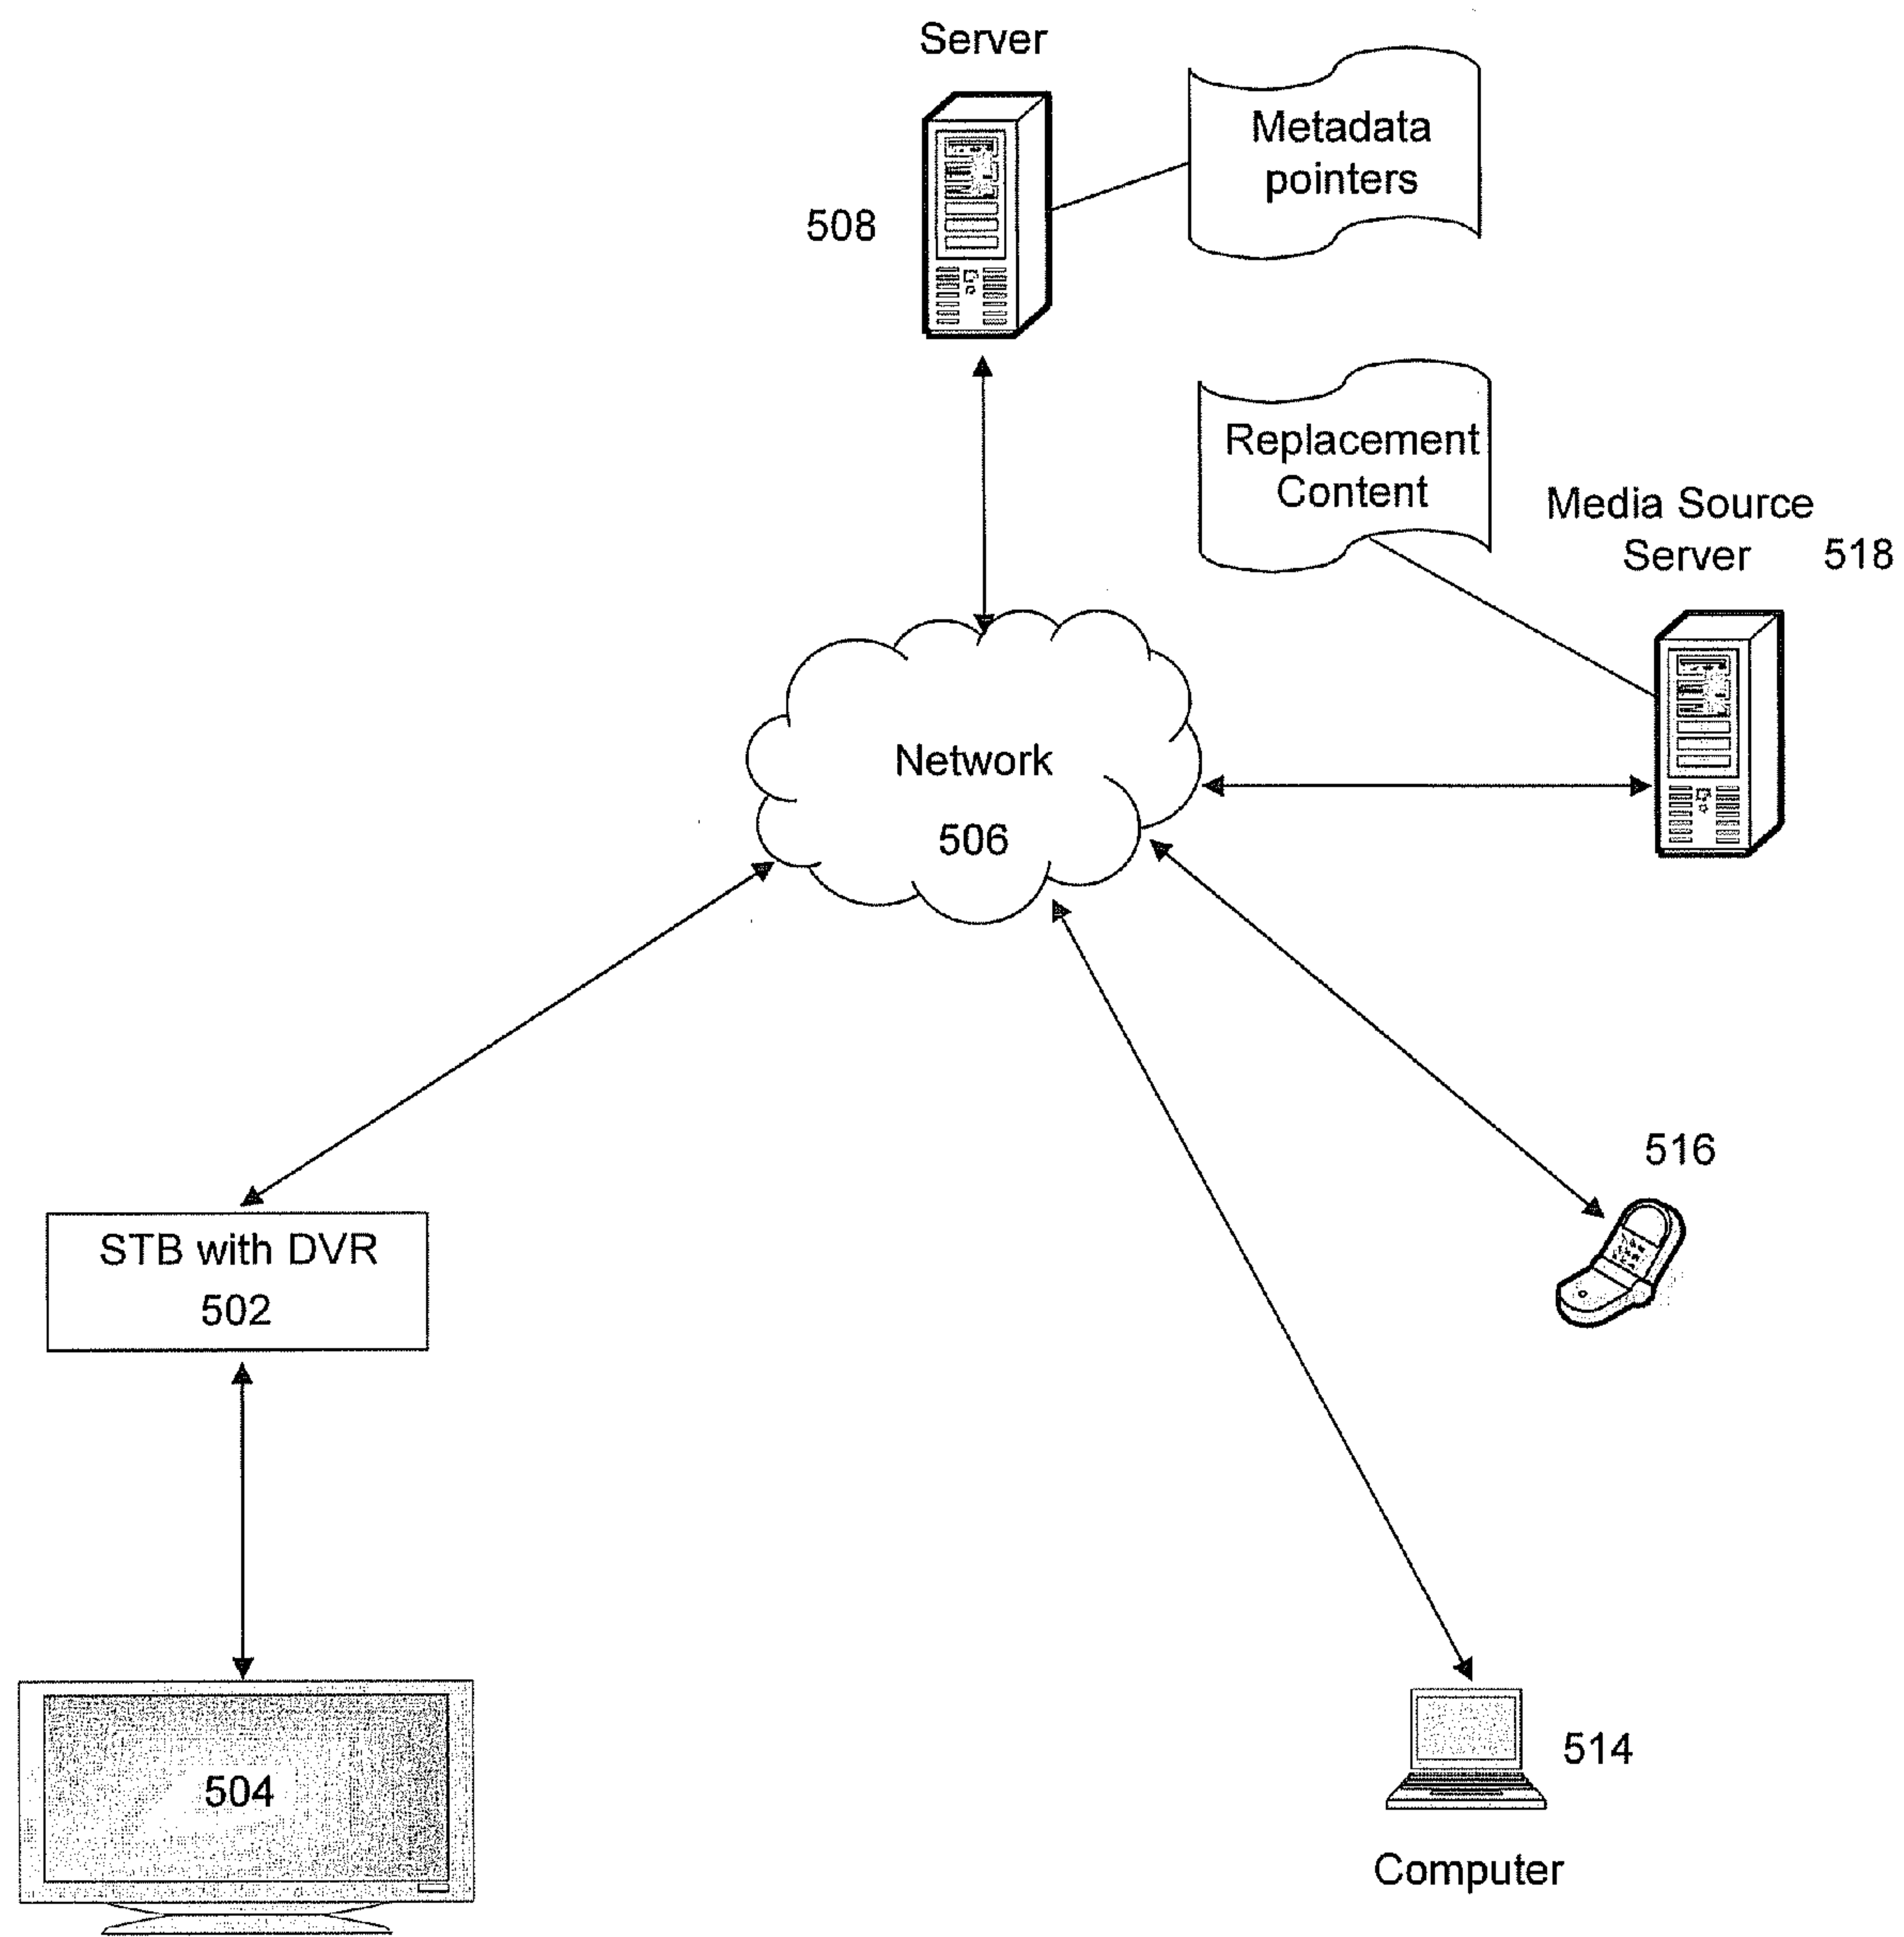 Server
Metadata
pointers
508
Replacement
Content
Media Source
Server 518
Network
506
516
STB with DVR
502
504
514
Computer